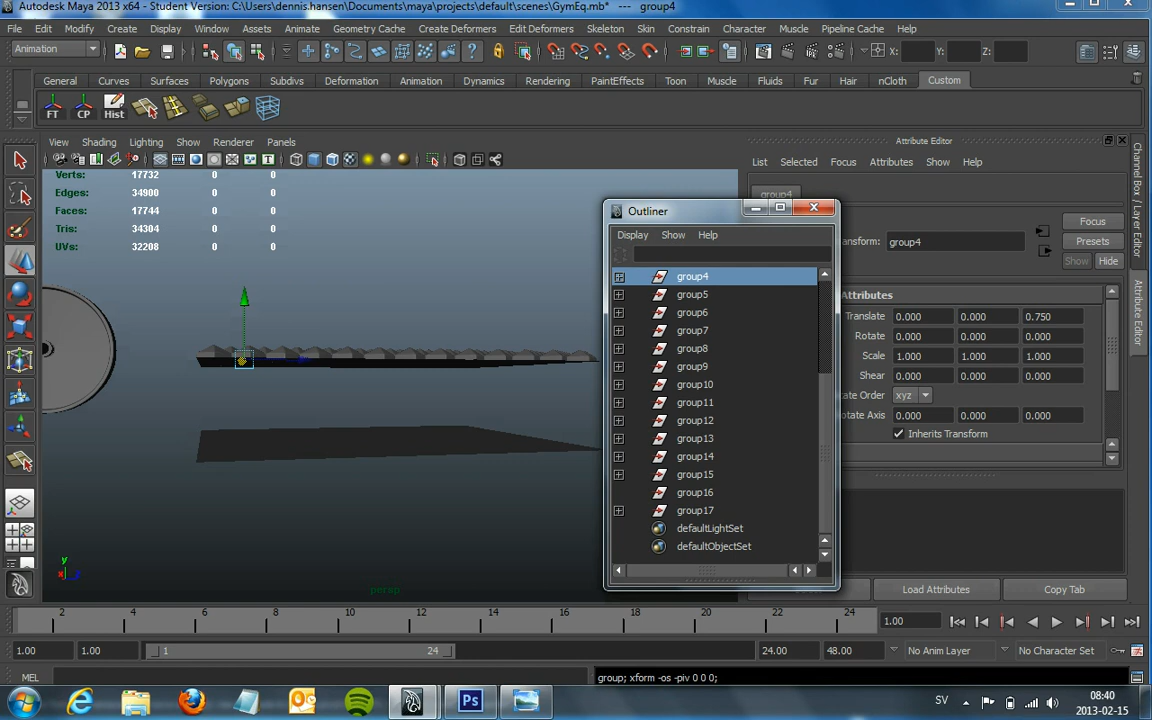 Autodesk Maya 2013 x64 - Student Version: C:\Users\dennis.hansen\Documents\maya\projects\default\scenes\GymEq.mb* --- group4
File Edit Modify Create Display Window Assets Animate Geometry Cache Create Deformers Edit Deformers Skeleton Skin Constrain Character Muscle Pipeline Cache Help
Animation X: Y: Z:
General Curves Surfaces Polygons Subdivs Deformation Animation Dynamics Rendering PaintEffects Toon Muscle Fluids Fur Hair nCloth Custom
FT CP Hist
View Shading Lighting Renderer Panels
Verts: 17732 0 0
Edges: 34900 0 0
Faces: 17744 0 0
Tris: 34304 0 0
UVs: 32208 0 0
y
x
persp
Outliner
Display Show Help
group4
group5
group6
group7
group8
group9
group10
group11
group12
group13
group14
group15
group16
group17
defaultLightSet
defaultObjectSet
Attribute Editor
List Selected Focus Attributes Show Help
group4
Focus
ransform: group4 Presets
Show Hide
Attributes
Translate 0.000 0.000 0.750
Rotate 0.000 0.000 0.000
Scale 1.000 1.000 1.000
Shear 0.000 0.000 0.000
ate Order xyz
otate Axis 0.000 0.000 0.000
Inherits Transform
Load Attributes Copy Tab
Channel Box / Layer Editor
Attribute Editor
2 4 6 8 10 12 14 16 18 20 22 24 1.00
1.00 1.00 1 24 24.00 48.00 No Anim Layer No Character Set
MEL group; xform -os -piv 0 0 0;
Ps SV 08:40
2013-02-15